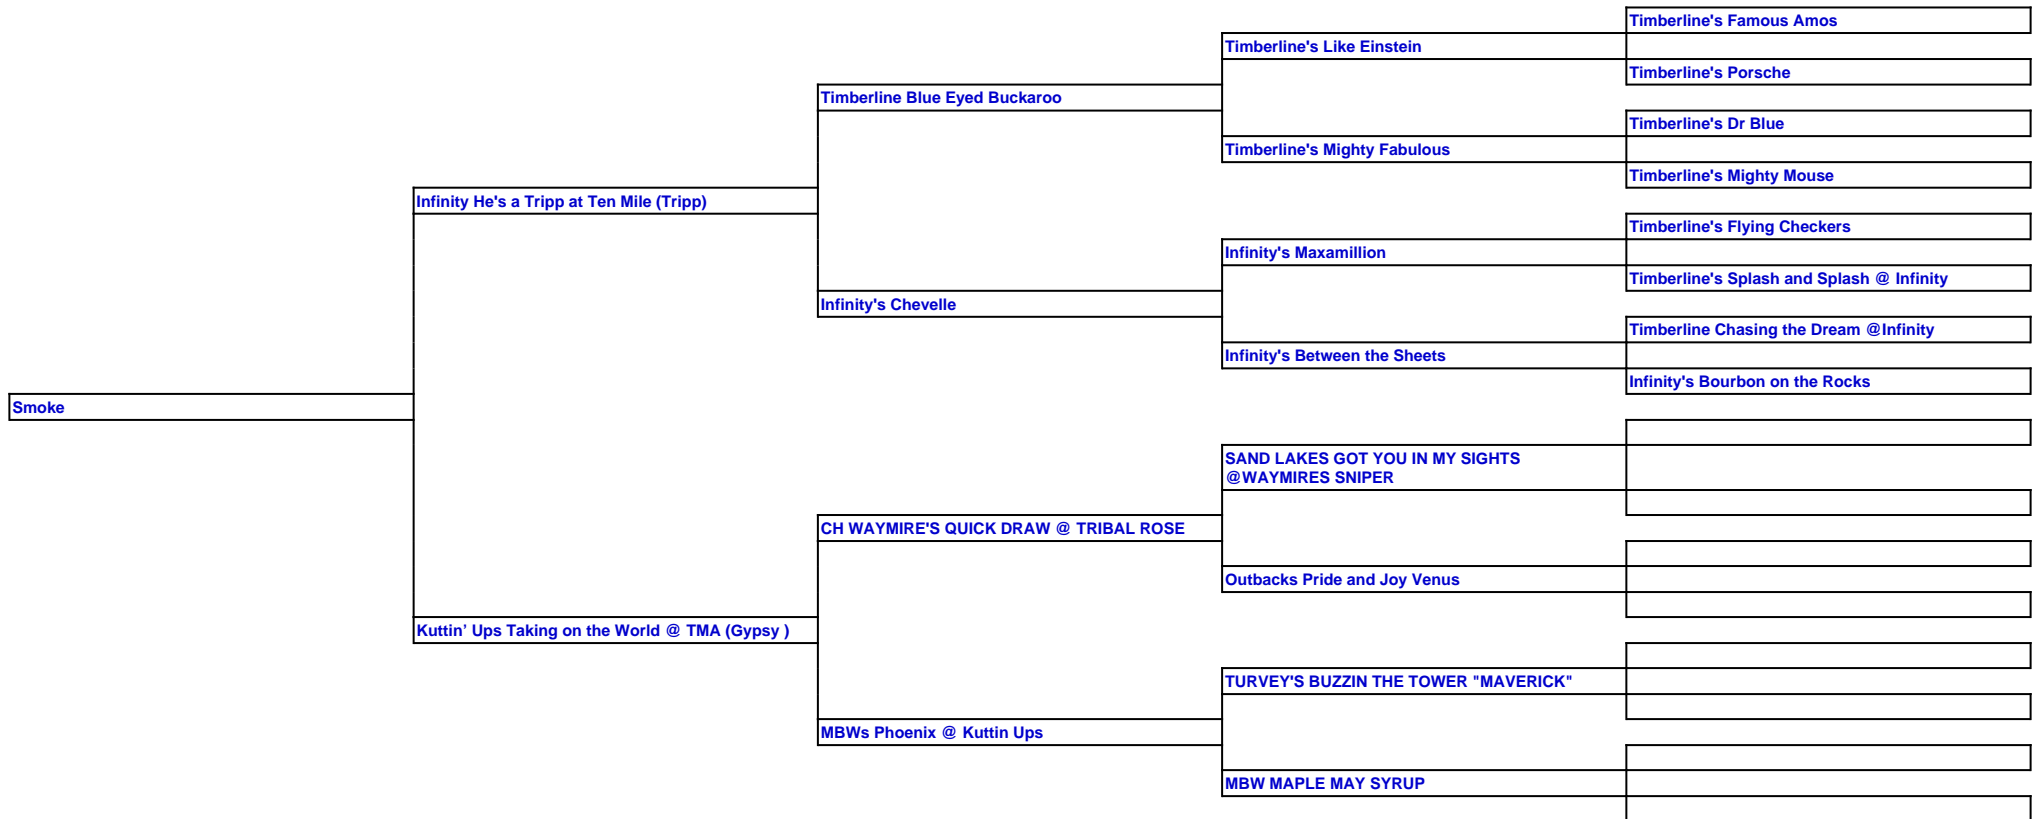 Timberline's Famous Amos
Timberline's Like Einstein
Timberline's Porsche
Timberline Blue Eyed Buckaroo
Timberline's Dr Blue
Timberline's Mighty Fabulous
Timberline's Mighty Mouse
Infinity He's a Tripp at Ten Mile (Tripp)
Timberline's Flying Checkers
Infinity's Maxamillion
Timberline's Splash and Splash @ Infinity
Infinity's Chevelle
Timberline Chasing the Dream @Infinity
Infinity's Between the Sheets
Infinity's Bourbon on the Rocks
Smoke
SAND LAKES GOT YOU IN MY SIGHTS
@WAYMIRES SNIPER
CH WAYMIRE'S QUICK DRAW @ TRIBAL ROSE
Outbacks Pride and Joy Venus
Kuttin’ Ups Taking on the World @ TMA (Gypsy )
TURVEY'S BUZZIN THE TOWER "MAVERICK"
MBWs Phoenix @ Kuttin Ups
MBW MAPLE MAY SYRUP